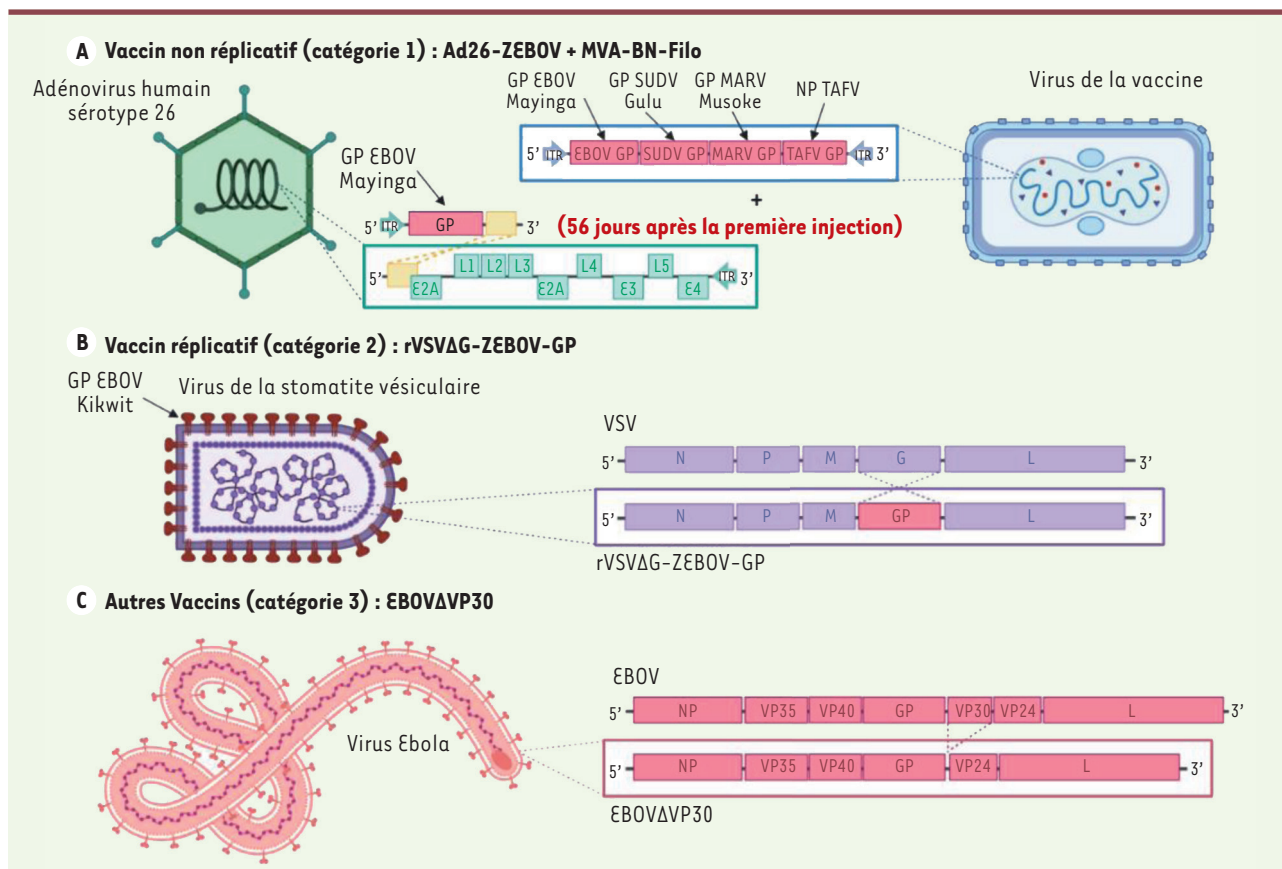 A Vaccin non réplicatif (catégorie 1) : Ad26-ZEBOV + MVA-BN-Filo
Adénovirus humain
sérotype 26
GP EBOV
Mayinga
GP SUDV
Gulu
GP MARV
Musoke
NP TAFV
Virus de la vaccine
5' ITR EBOV GP SUDV GP MARV GP TAFV GP ITR 3'
+
(56 jours après la première injection)
GP EBOV
Mayinga
5' ITR GP 3'
5' E2A L1 L2 L3 E2A L4 E3 L5 E4 ITR 3'
B Vaccin réplicatif (catégorie 2) : rVSVΔG-ZEBOV-GP
GP EBOV
Kikwit
Virus de la stomatite vésiculaire
VSV
5' N P M G L 3'
5' N P M GP L 3'
rVSVΔG-ZEBOV-GP
C Autres Vaccins (catégorie 3) : EBOVΔVP30
Virus Ebola
EBOV
5' NP VP35 VP40 GP VP30 VP24 L 3'
5' NP VP35 VP40 GP VP24 L 3'
EBOVΔVP30